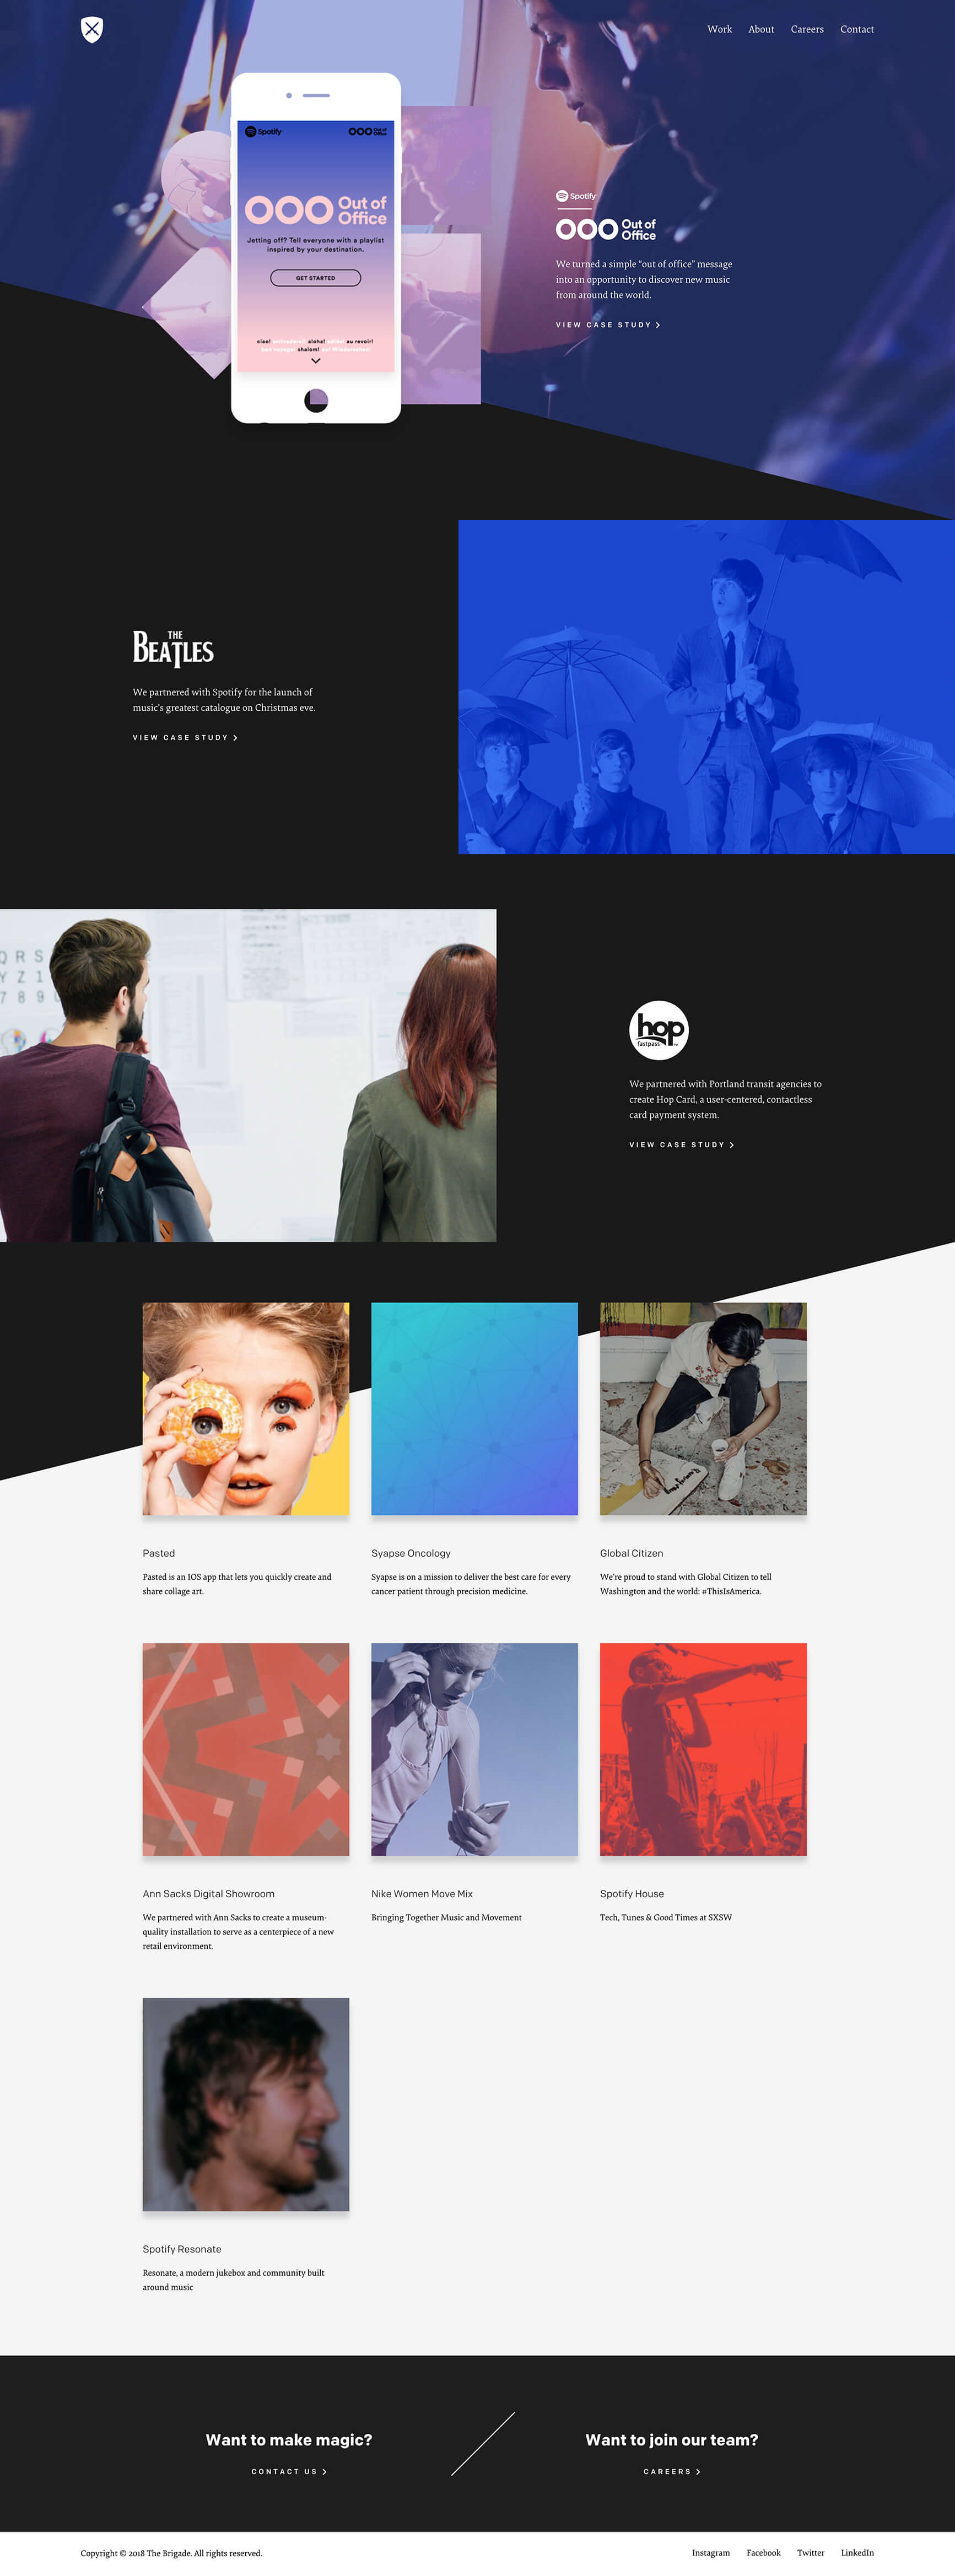 Work About Careers Contact
Spotify OOO Out of Office
OOO Out of
Office
Jetting off? Tell everyone with a playlist
inspired by your destination.
GET STARTED
ciao! aloha! au revoir!
shalom!
Spotify
OOO Out of
Office
We turned a simple “out of office” message
into an opportunity to discover new music
from around the world.
VIEW CASE STUDY
THE
BEATLES
We partnered with Spotify for the launch of
music's greatest catalogue on Christmas eve.
VIEW CASE STUDY
Q R S
Y Z 1
7 8 9
hop
fastpass™
We partnered with Portland transit agencies to
create Hop Card, a user-centered, contactless
card payment system.
VIEW CASE STUDY
Pasted
Pasted is an IOS app that lets you quickly create and
share collage art.
Syapse Oncology
Syapse is on a mission to deliver the best care for every
cancer patient through precision medicine.
Global Citizen
We're proud to stand with Global Citizen to tell
Washington and the world: #ThisIsAmerica.
Ann Sacks Digital Showroom
We partnered with Ann Sacks to create a museum-
quality installation to serve as a centerpiece of a new
retail environment.
Nike Women Move Mix
Bringing Together Music and Movement
Spotify House
Tech, Tunes & Good Times at SXSW
Spotify Resonate
Resonate, a modern jukebox and community built
around music
Want to make magic?
CONTACT US
Want to join our team?
CAREERS
Copyright © 2018 The Brigade. All rights reserved.
Instagram Facebook Twitter LinkedIn